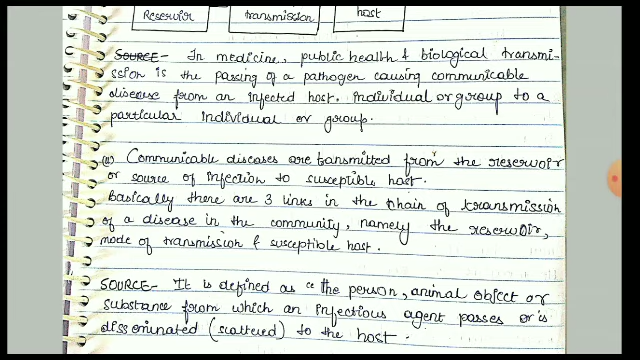 Reservoir transmission host
SOURCE- In medicine, public health & biological transmi-
ssion is the passing of a pathogen causing communicable
disease from an infected host. individual or group to a
particular individual or group.
(ii) Communicable diseases are transmitted from the reservoir
or source of infection to susceptible host.
Basically there are 3 links in the chain of transmission
of a disease in the community, namely the reservoir,
mode of transmission & susceptible host.
SOURCE- It is defined as " the person, animal object or
substance from which an infectious agent passes or is
disseminated (scattered) to the host.